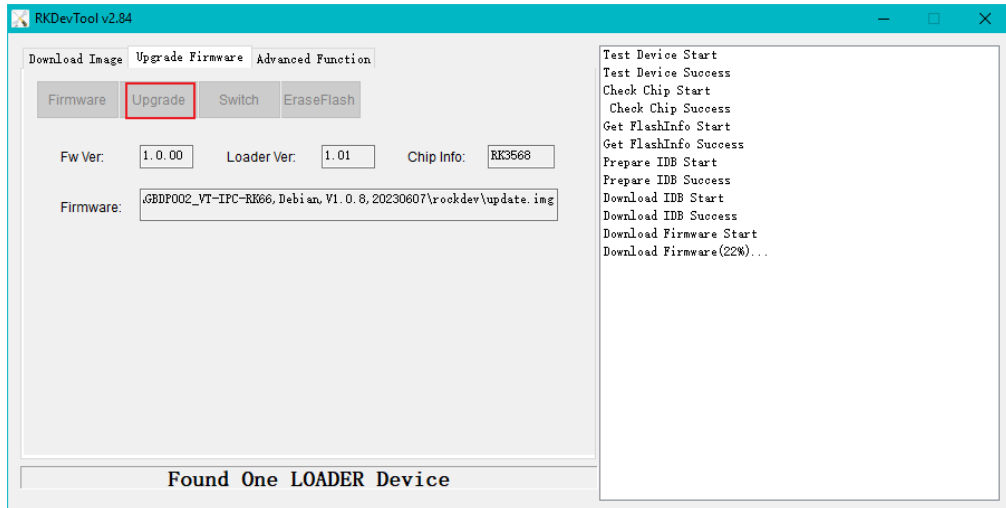 RKDevTool v2.84
Download Image Upgrade Firmware Advanced Function
Firmware Upgrade Switch EraseFlash
Fw Ver: 1.0.00 Loader Ver: 1.01 Chip Info: RK3568
Firmware: .GBDP002_VT-IPC-RK66,Debian,V1.0.8,20230607\rockdev\update.img
Found One LOADER Device
Test Device Start
Test Device Success
Check Chip Start
Check Chip Success
Get FlashInfo Start
Get FlashInfo Success
Prepare IDB Start
Prepare IDB Success
Download IDB Start
Download IDB Success
Download Firmware Start
Download Firmware(22%)...